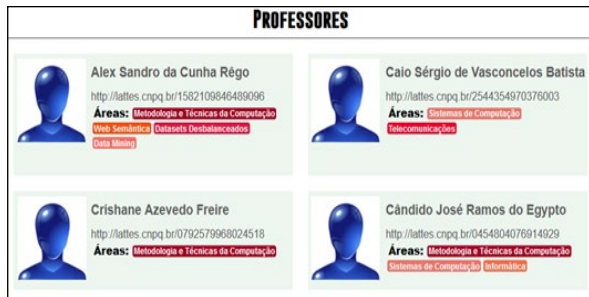 PROFESSORES
Alex Sandro da Cunha Rêgo
http://lattes.cnpq.br/1582109846489096
Áreas: Metodologia e Técnicas da Computação
Web Semântica Datasets Desbalanceados
Data Mining
Caio Sérgio de Vasconcelos Batista
http://lattes.cnpq.br/2544354970376003
Áreas: Sistemas de Computação
Telecomunicações
Crishane Azevedo Freire
http://lattes.cnpq.br/0792579968024518
Áreas: Metodologia e Técnicas da Computação
Cândido José Ramos do Egypto
http://lattes.cnpq.br/0454804076914929
Áreas: Metodologia e Técnicas da Computação
Sistemas de Computação Informática